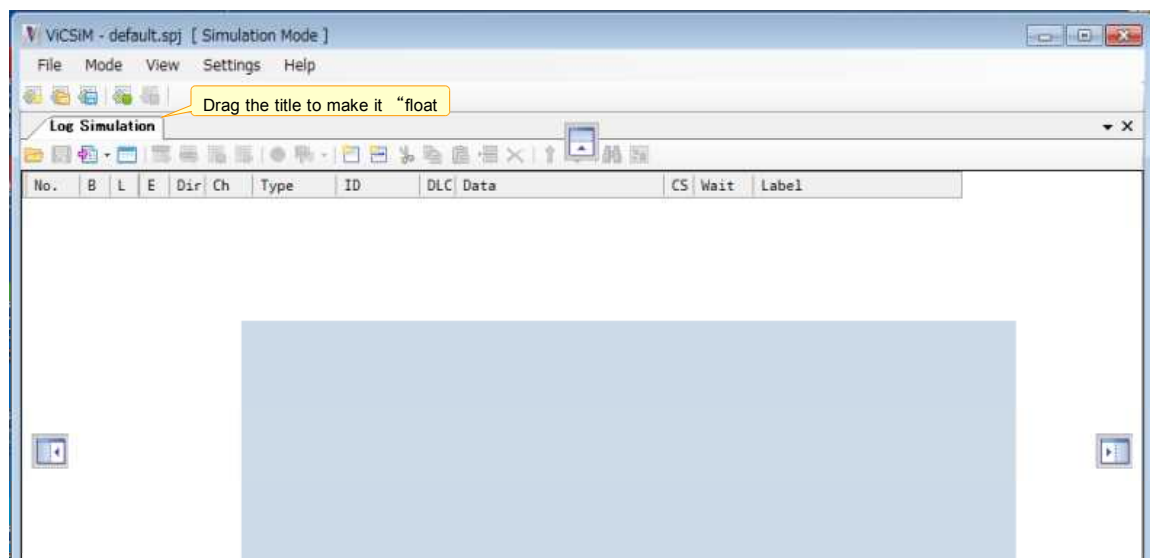 ViCSiM - default.spj [ Simulation Mode ]
File Mode View Settings Help
Drag the title to make it “float
Log Simulation
No. B L E Dir Ch Type ID DLC Data CS Wait Label